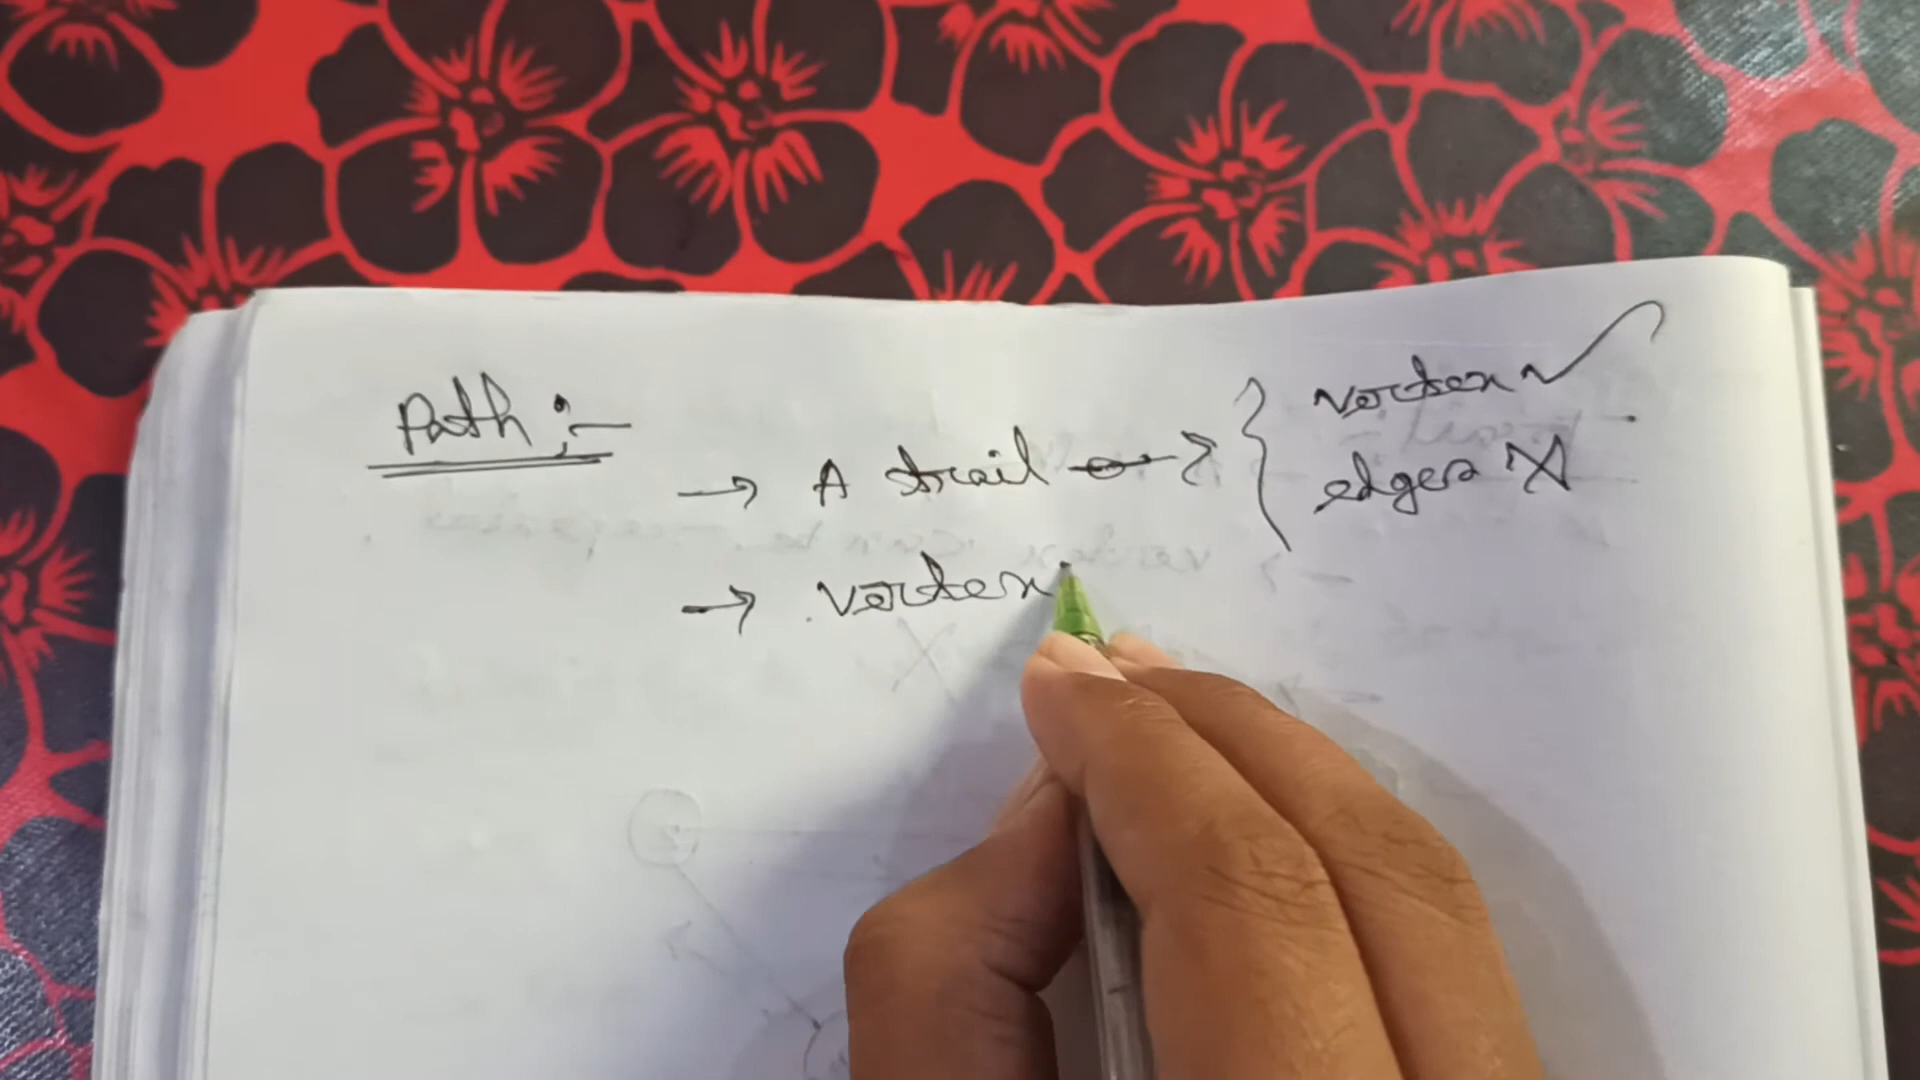 Path :-
→ A trail → { vertex ✓
edges X
→ vertex